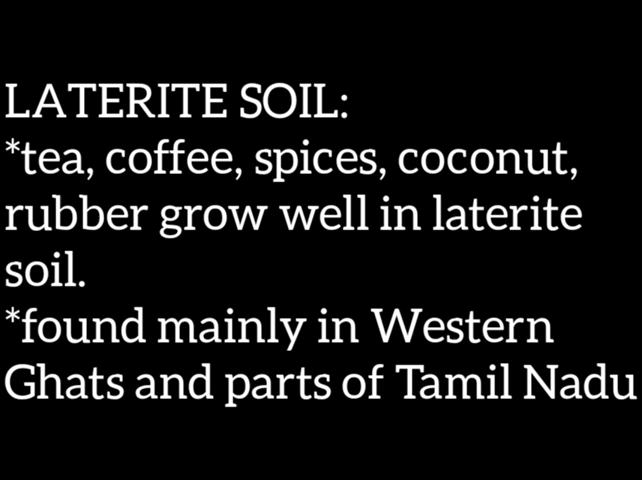 LATERITE SOIL:
*tea, coffee, spices, coconut,
rubber grow well in laterite
soil.
*found mainly in Western
Ghats and parts of Tamil Nadu